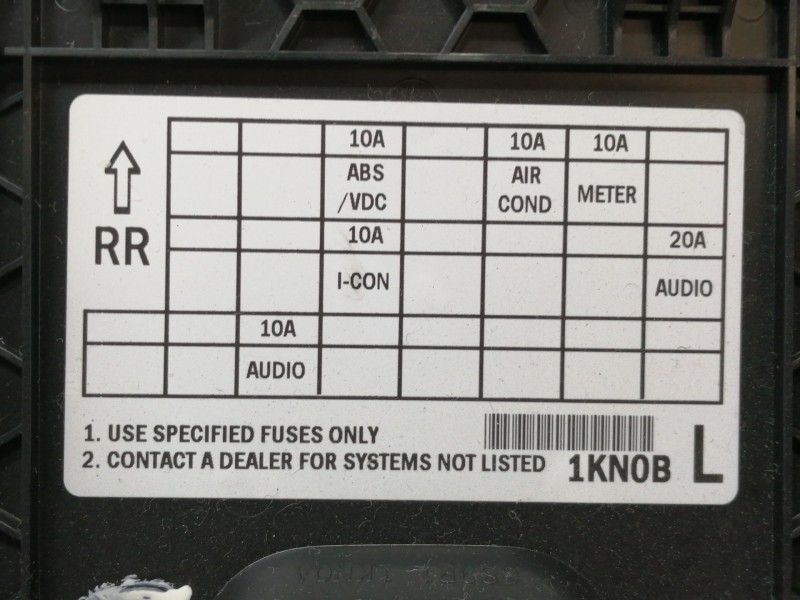 10A 10A 10A
ABS AIR METER
/VDC COND
RR 10A 20A
I-CON AUDIO
10A
AUDIO
1. USE SPECIFIED FUSES ONLY
2. CONTACT A DEALER FOR SYSTEMS NOT LISTED 1KN0B L